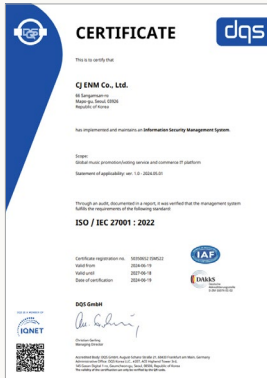 DQS
CERTIFICATE
dqs
This is to certify that
CJ ENM Co., Ltd.
66 Sangamsan-ro
Mapo-gu, Seoul, 03926
Republic of Korea
has implemented and maintains an Information Security Management System.
Scope:
Global music promotion/voting service and commerce IT platform
Statement of applicability: ver. 1.0 - 2024.05.01
Through an audit, documented in a report, it was verified that the management system
fulfills the requirements of the following standard:
ISO / IEC 27001 : 2022
Certificate registration no.
Valid from 2024-06-19
Valid until 2027-06-18
Date of certification 2024-06-19
IAF
DAkkS
Deutsche
Akkreditierungsstelle
DQS GmbH
IQNET
Christian Gerling
Managing Director